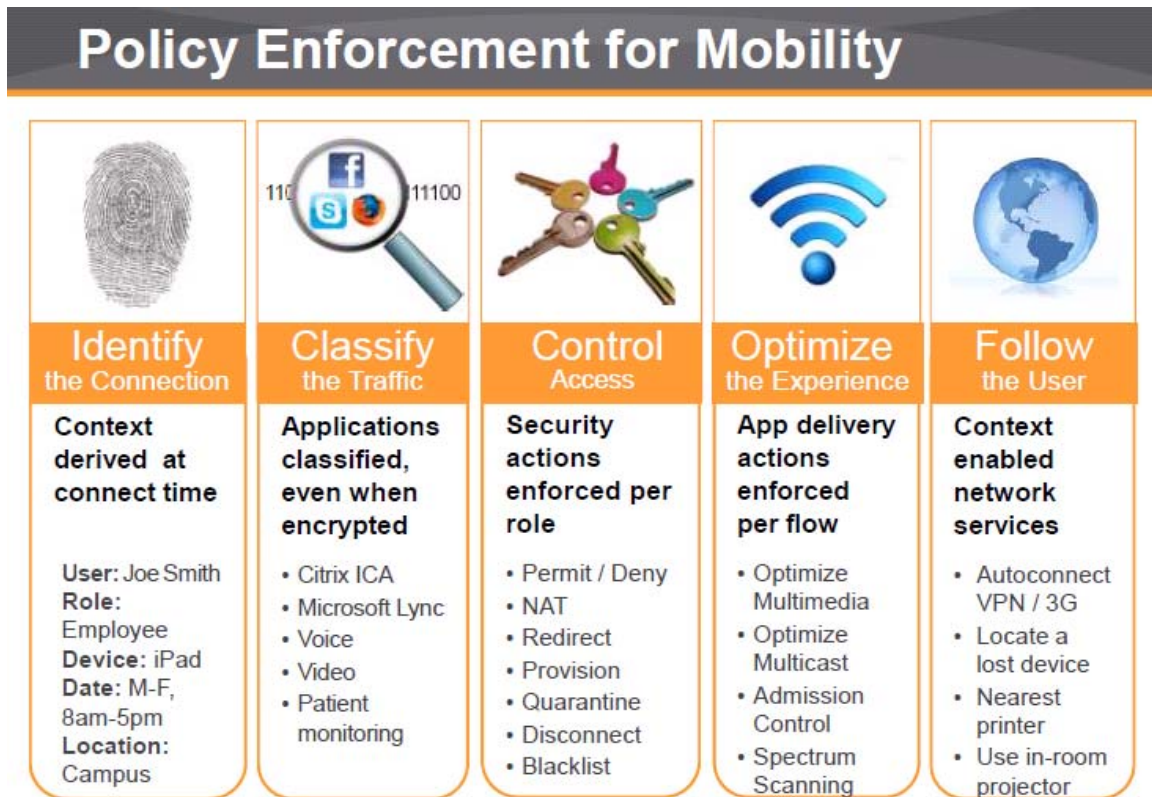 Policy Enforcement for Mobility
110
11100
f
S
Identify
the Connection
Context
derived at
connect time
User: Joe Smith
Role:
Employee
Device: iPad
Date: M-F,
8am-5pm
Location:
Campus
Classify
the Traffic
Applications
classified,
even when
encrypted
• Citrix ICA
• Microsoft Lync
• Voice
• Video
• Patient
monitoring
Control
Access
Security
actions
enforced per
role
• Permit / Deny
• NAT
• Redirect
• Provision
• Quarantine
• Disconnect
• Blacklist
Optimize
the Experience
App delivery
actions
enforced
per flow
• Optimize
Multimedia
• Optimize
Multicast
• Admission
Control
• Spectrum
Scanning
Follow
the User
Context
enabled
network
services
• Autoconnect
VPN / 3G
• Locate a
lost device
• Nearest
printer
• Use in-room
projector